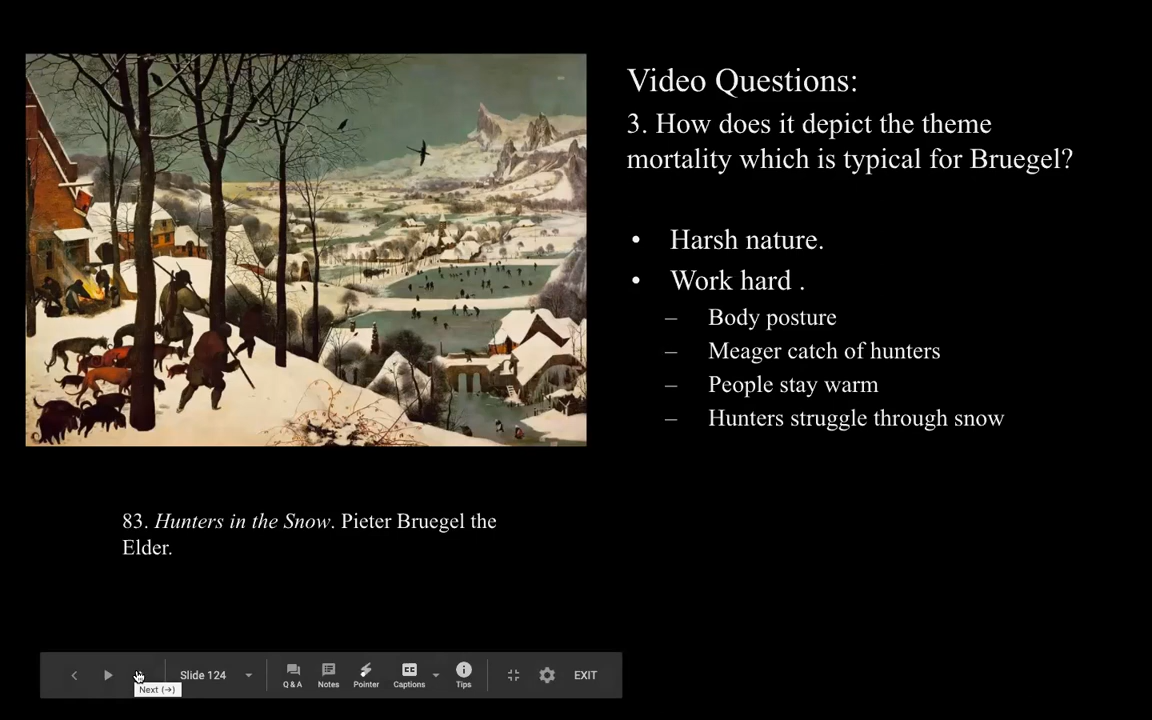 Video Questions:
3. How does it depict the theme
mortality which is typical for Bruegel?
• Harsh nature.
• Work hard .
– Body posture
– Meager catch of hunters
– People stay warm
– Hunters struggle through snow
83. Hunters in the Snow. Pieter Bruegel the
Elder.
Slide 124
Q & A
Notes
Pointer
CC
Captions
Tips
EXIT
Next (→)